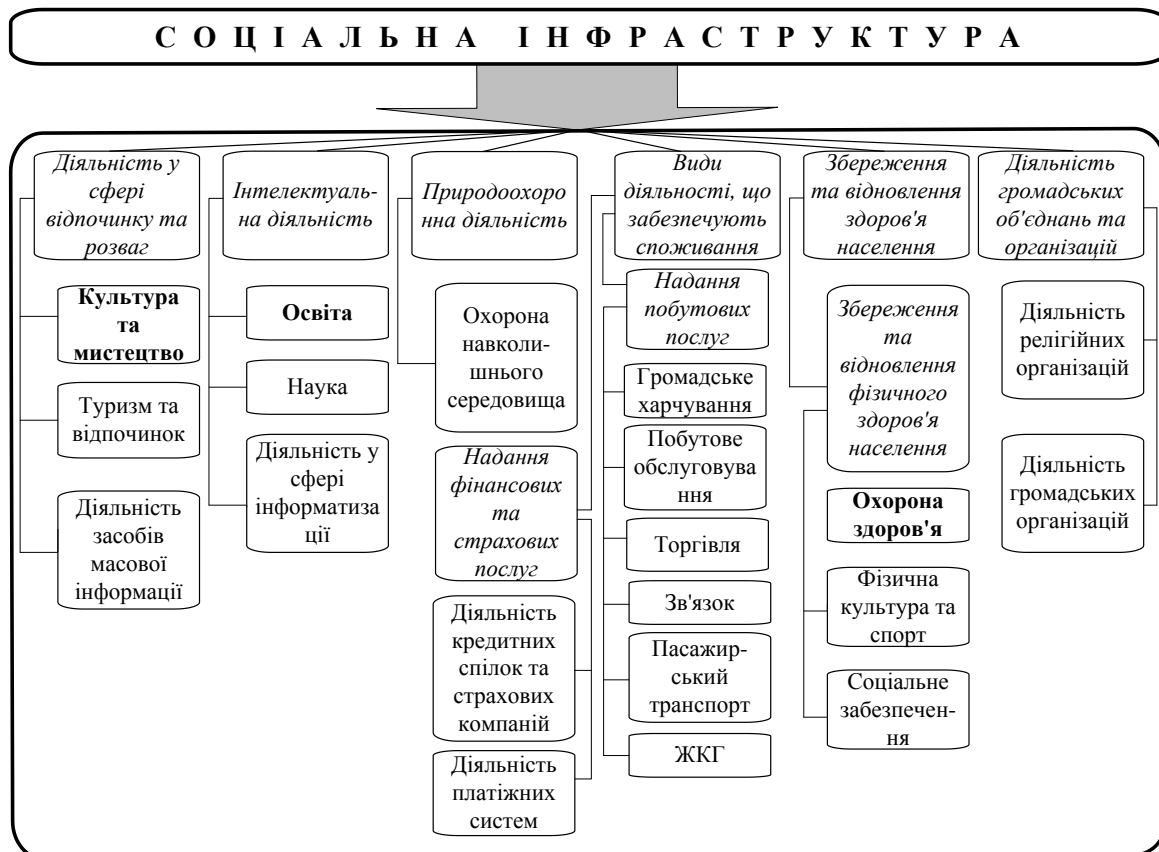 СОЦІАЛЬНА ІНФРАСТРУКТУРА
Діяльність у
сфері
відпочинку та
розваг
Культура
та
мистецтво
Туризм та
відпочинок
Діяльність
засобів
масової
інформації
Інтелектуаль-
на діяльність
Освіта
Наука
Діяльність у
сфері
інформатиза
ції
Природоохоро
нна діяльність
Охорона
навколи-
шнього
середовища
Надання
фінансових
та
страхових
послуг
Діяльність
кредитних
спілок та
страхових
компаній
Діяльність
платіжних
систем
Види
діяльності, що
забезпечують
споживання
Надання
побутових
послуг
Громадське
харчування
Побутове
обслуговува
ння
Торгівля
Зв'язок
Пасажир-
ський
транспорт
ЖКГ
Збереження
та відновлення
здоров'я
населення
Збереження
та
відновлення
фізичного
здоров'я
населення
Охорона
здоров'я
Фізична
культура та
спорт
Соціальне
забезпечен-
ня
Діяльність
громадських
об'єднань та
організацій
Діяльність
релігійних
організацій
Діяльність
громадських
організацій